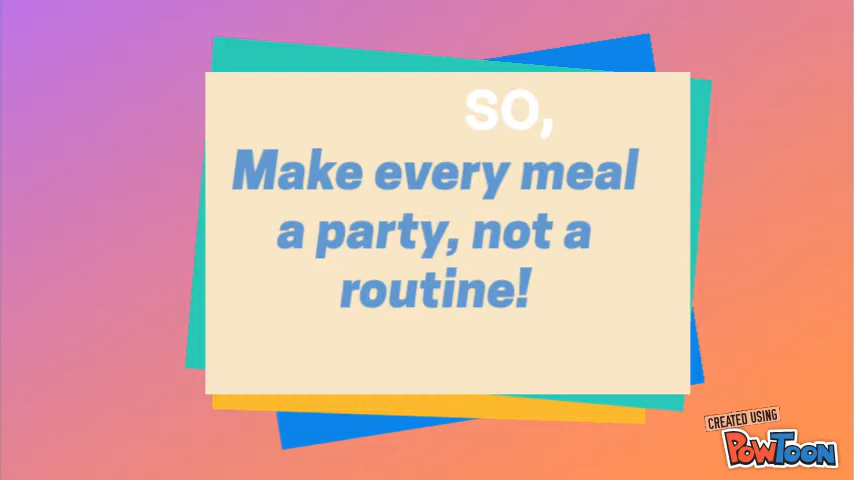 SO,
Make every meal
a party, not a
routine!
CREATED USING
POWTOON